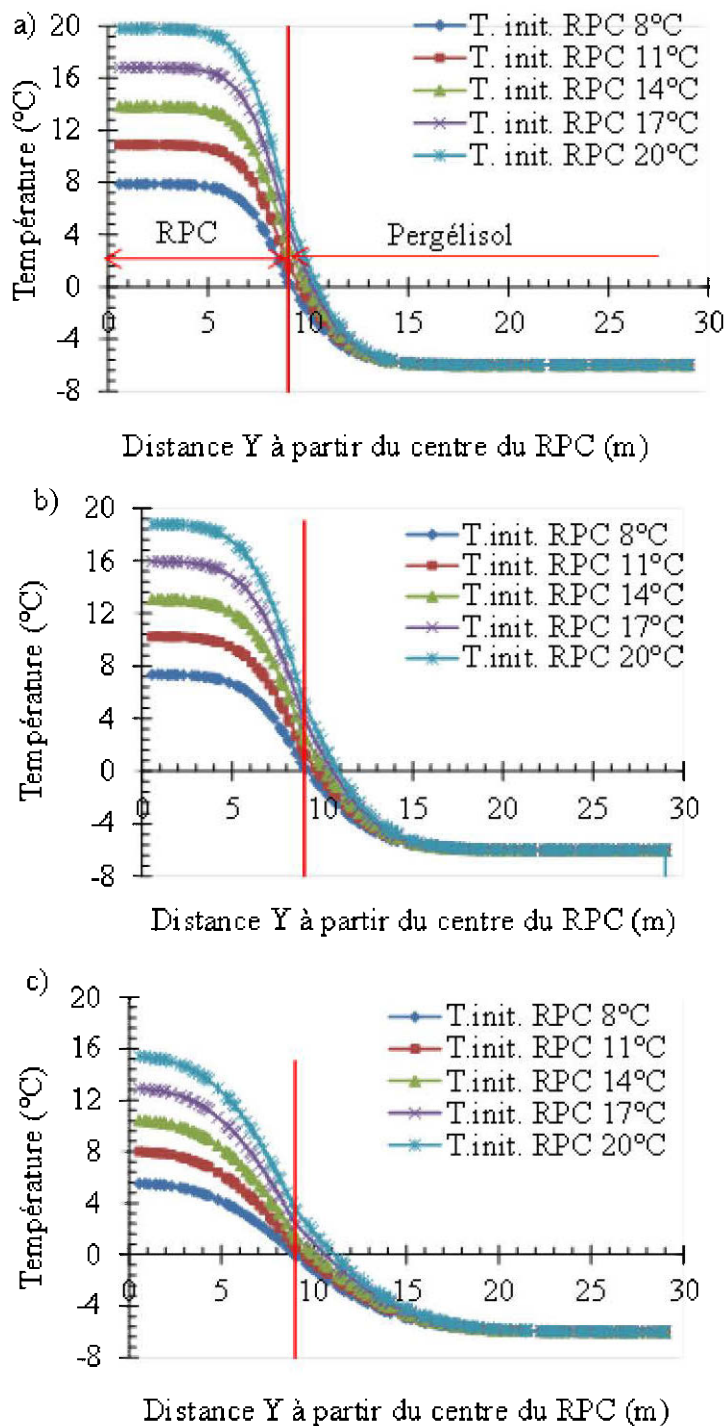 a)
20
16
12
8
4
0
-4
-8
Température (°C)
T. init. RPC 8°C
T. init. RPC 11°C
T. init. RPC 14°C
T. init. RPC 17°C
T. init. RPC 20°C
RPC
Pergélisol
0 5 10 15 20 25 30
Distance Y à partir du centre du RPC (m)
b)
20
16
12
8
4
0
-4
-8
Température (°C)
T.init. RPC 8°C
T.init. RPC 11°C
T.init. RPC 14°C
T.init. RPC 17°C
T.init. RPC 20°C
0 5 10 15 20 25 30
Distance Y à partir du centre du RPC (m)
c)
20
16
12
8
4
0
-4
-8
Température (°C)
T.init. RPC 8°C
T.init. RPC 11°C
T.init. RPC 14°C
T.init. RPC 17°C
T.init. RPC 20°C
0 5 10 15 20 25 30
Distance Y à partir du centre du RPC (m)